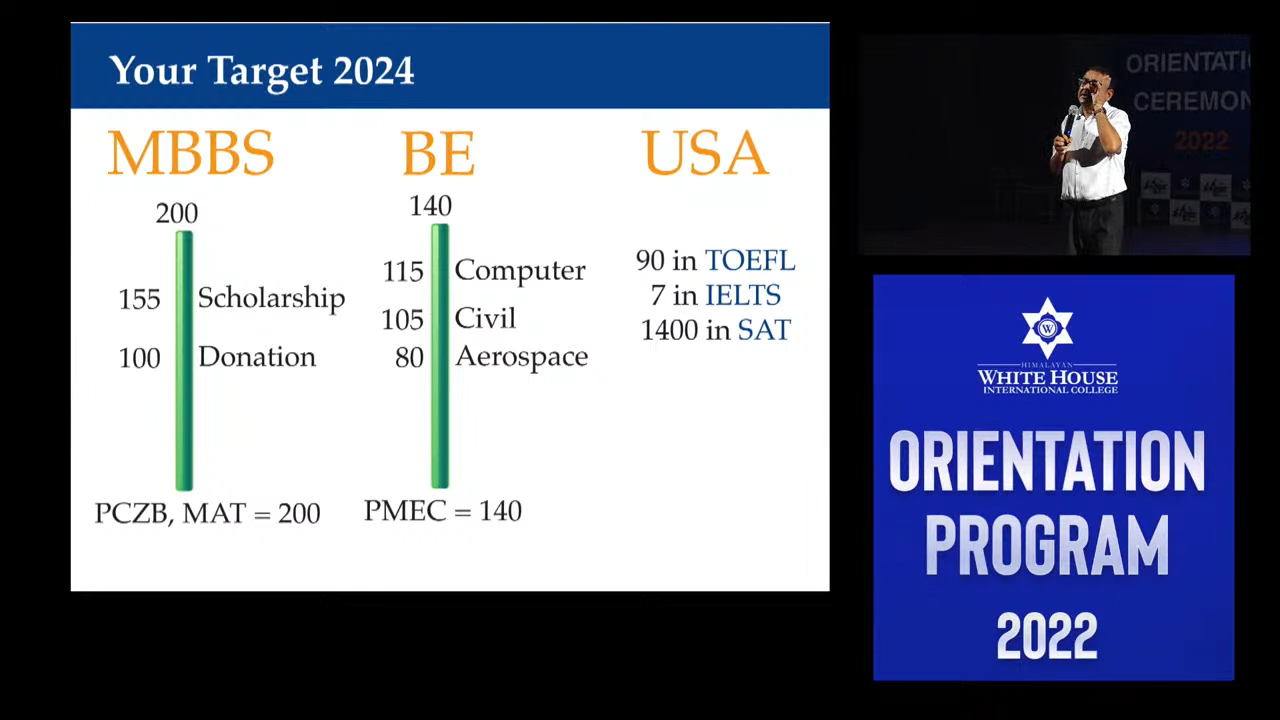 Your Target 2024
MBBS
200
155 Scholarship
100 Donation
PCZB, MAT = 200
BE
140
115 Computer
105 Civil
80 Aerospace
PMEC = 140
USA
90 in TOEFL
7 in IELTS
1400 in SAT
ORIENTATI
CEREMON
2022
W
HIMALAYAN
WHITE HOUSE
INTERNATIONAL COLLEGE
ORIENTATION
PROGRAM
2022